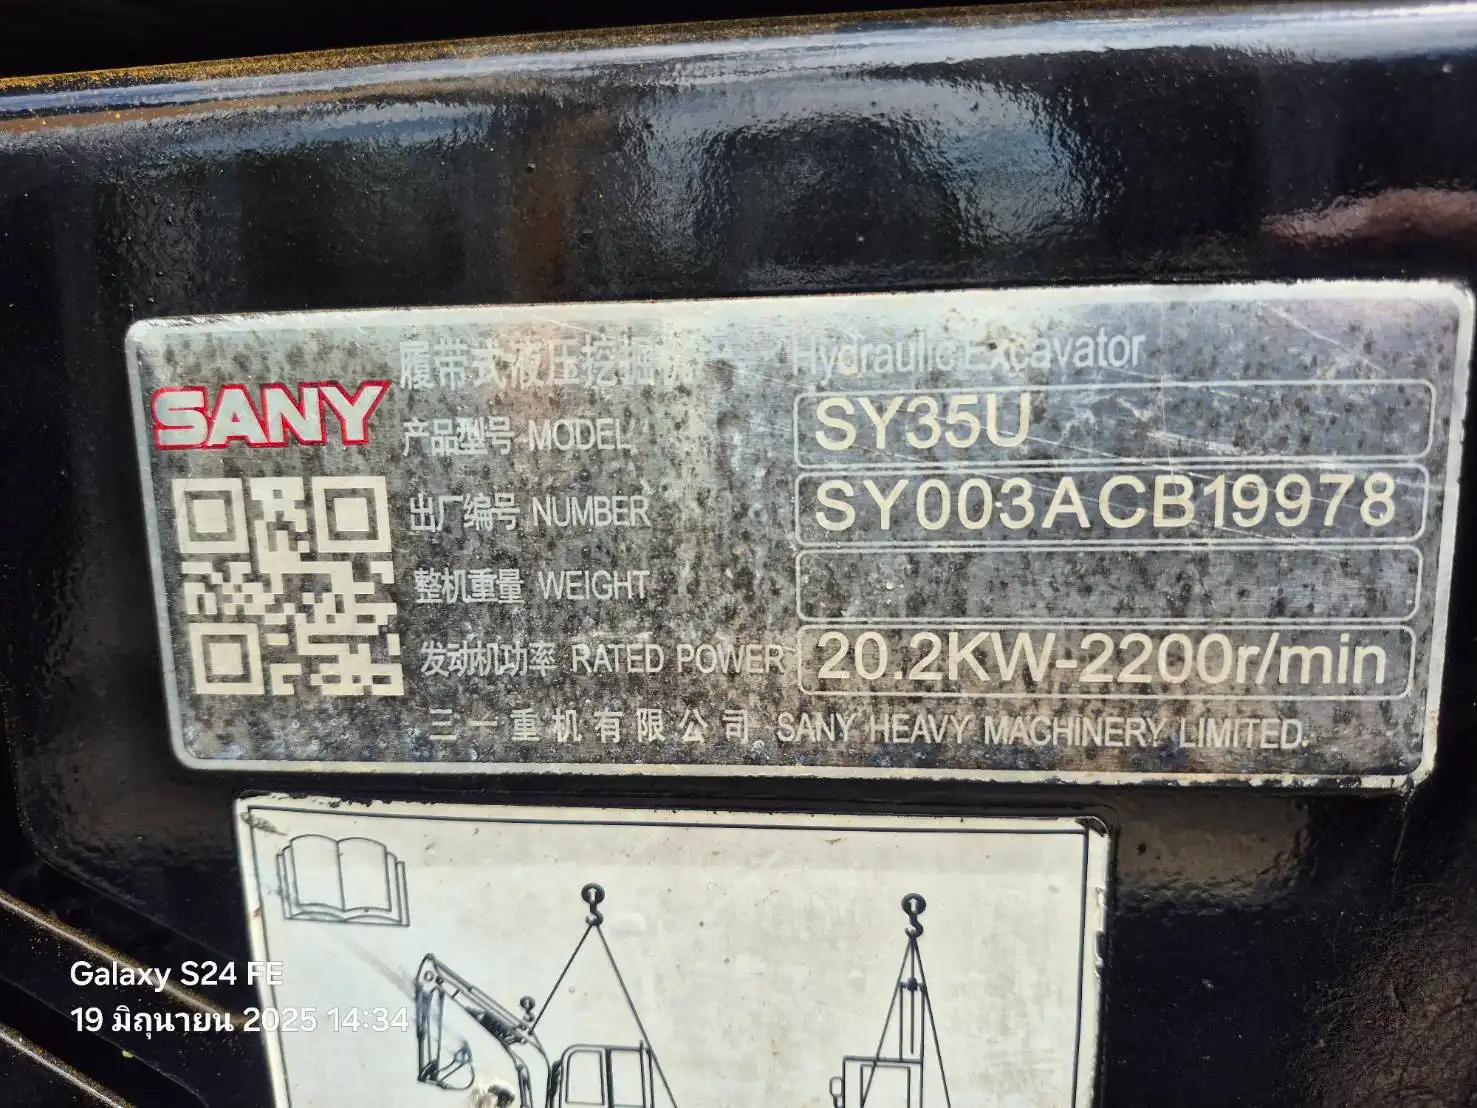 履带式液压挖掘机 Hydraulic Excavator
SANY
产品型号 MODEL SY35U
出厂编号 NUMBER SY003ACB19978
整机重量 WEIGHT
发动机功率 RATED POWER 20.2KW-2200r/min
三一重机有限公司 SANY HEAVY MACHINERY LIMITED.
Galaxy S24 FE
19 มิถุนายน 2025 14:34